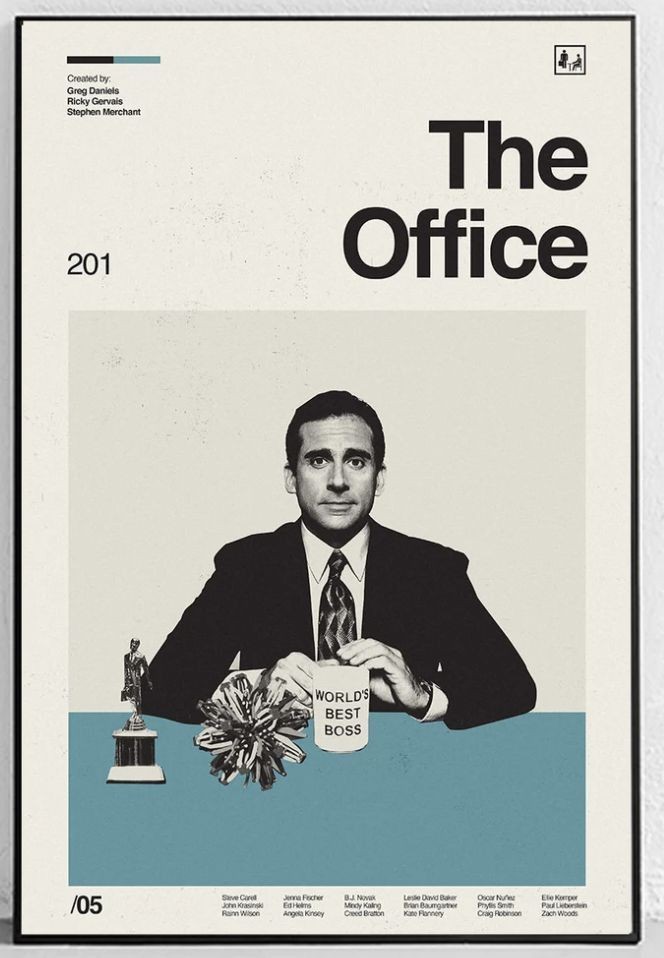 Created by:
Greg Daniels
Ricky Gervais
Stephen Merchant
The
Office
201
WORLD'S
BEST
BOSS
/05
Steve Carell
John Krasinski
Rainn Wilson
Jenna Fischer
Ed Helms
Angela Kinsey
B.J. Novak
Mindy Kaling
Creed Bratton
Leslie David Baker
Brian Baumgartner
Kate Flannery
Oscar Nuñez
Phyllis Smith
Craig Robinson
Ellie Kemper
Paul Lieberstein
Zach Woods